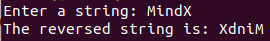 Enter a string: MindX
The reversed string is: XdniM